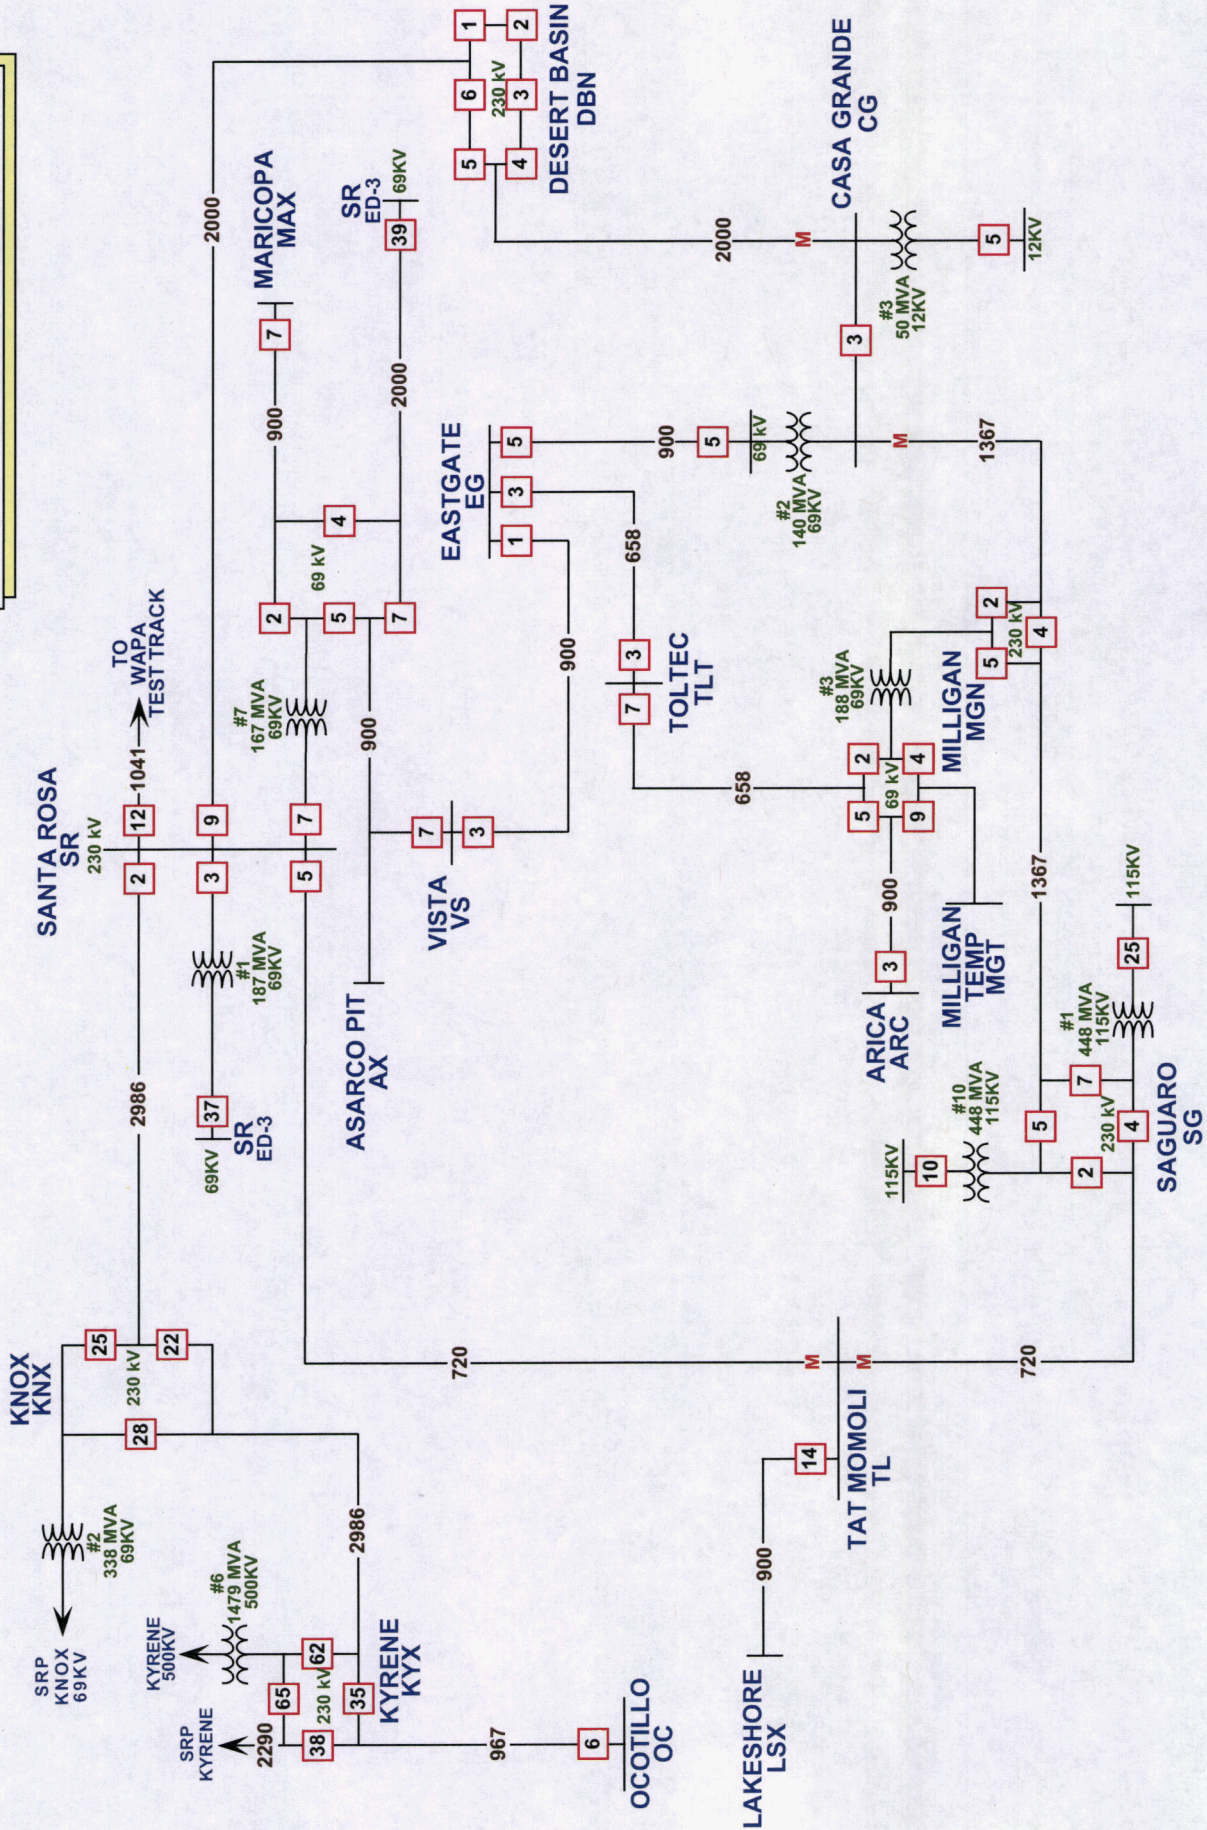 KNOX
KNX
25
22
28
230 kV
2986
#2
338 MVA
69KV
SRP
KNOX
69KV
KYRENE
500KV
#6
1479 MVA
500KV
SRP
KYRENE
2290
65
62
38
35
230 kV
KYRENE
KYX
2986
967
6
OCOTILLO
OC
SANTA ROSA
SR
230 kV
2
12
1041
TO
WAPA
TEST TRACK
3
9
5
7
#1
187 MVA
69KV
37
69KV
SR
ED-3
#7
167 MVA
69KV
2
5
7
4
69 kV
900
7
MARICOPA
MAX
2000
39
69KV
SR
ED-3
2000
1
2
6
3
5
4
230 kV
DESERT BASIN
DBN
900
ASARCO PIT
AX
7
3
VISTA
VS
900
EASTGATE
EG
1
3
5
900
5
69 kV
#2
140 MVA
69KV
658
3
7
TOLTEC
TLT
658
2000
M
CASA GRANDE
CG
3
#3
50 MVA
12KV
5
12KV
M
1367
#3
188 MVA
69KV
2
5
4
230 kV
MILLIGAN
MGN
2
4
5
9
69 kV
900
3
ARICA
ARC
MILLIGAN
TEMP
MGT
1367
720
M
M
720
TAT MOMOLI
TL
14
900
LAKESHORE
LSX
115KV
10
#10
448 MVA
115KV
5
7
2
4
230 kV
#1
448 MVA
115KV
25
115KV
SAGUARO
SG